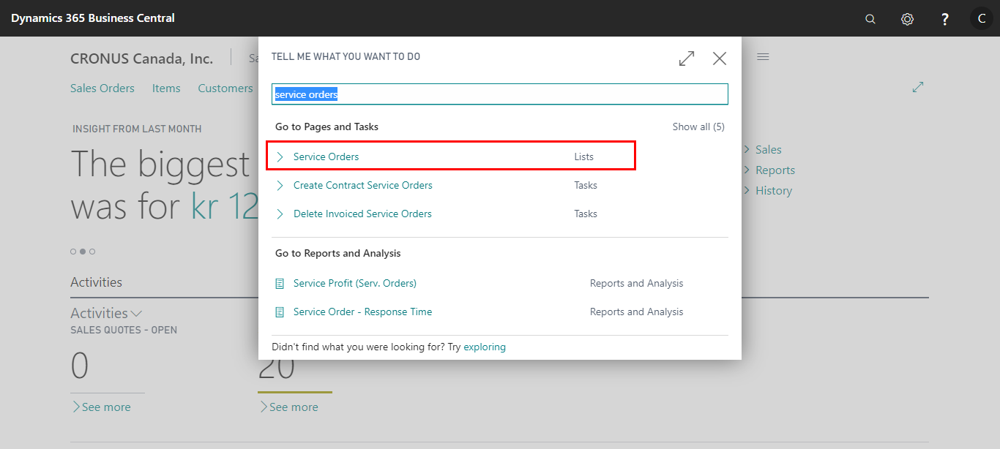 Dynamics 365 Business Central
?
C
CRONUS Canada, Inc.
Sa
Sales Orders Items Customers
INSIGHT FROM LAST MONTH
The biggest
was for kr 12
Activities
Activities
SALES QUOTES - OPEN
0
20
See more
See more
TELL ME WHAT YOU WANT TO DO
service orders
Go to Pages and Tasks Show all (5)
Service Orders Lists
Create Contract Service Orders Tasks
Delete Invoiced Service Orders Tasks
Go to Reports and Analysis
Service Profit (Serv. Orders) Reports and Analysis
Service Order - Response Time Reports and Analysis
Didn't find what you were looking for? Try exploring
Sales
Reports
History